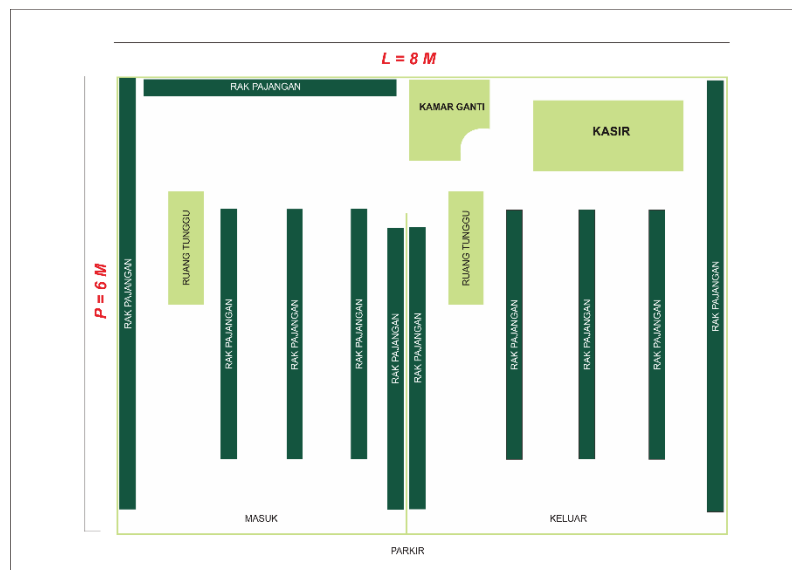 L = 8 M
RAK PAJANGAN
KAMAR GANTI
KASIR
P = 6 M
RAK PAJANGAN
RUANG TUNGGU
RAK PAJANGAN
RAK PAJANGAN
RAK PAJANGAN
RAK PAJANGAN
RAK PAJANGAN
RUANG TUNGGU
RAK PAJANGAN
RAK PAJANGAN
RAK PAJANGAN
RAK PAJANGAN
MASUK
KELUAR
PARKIR